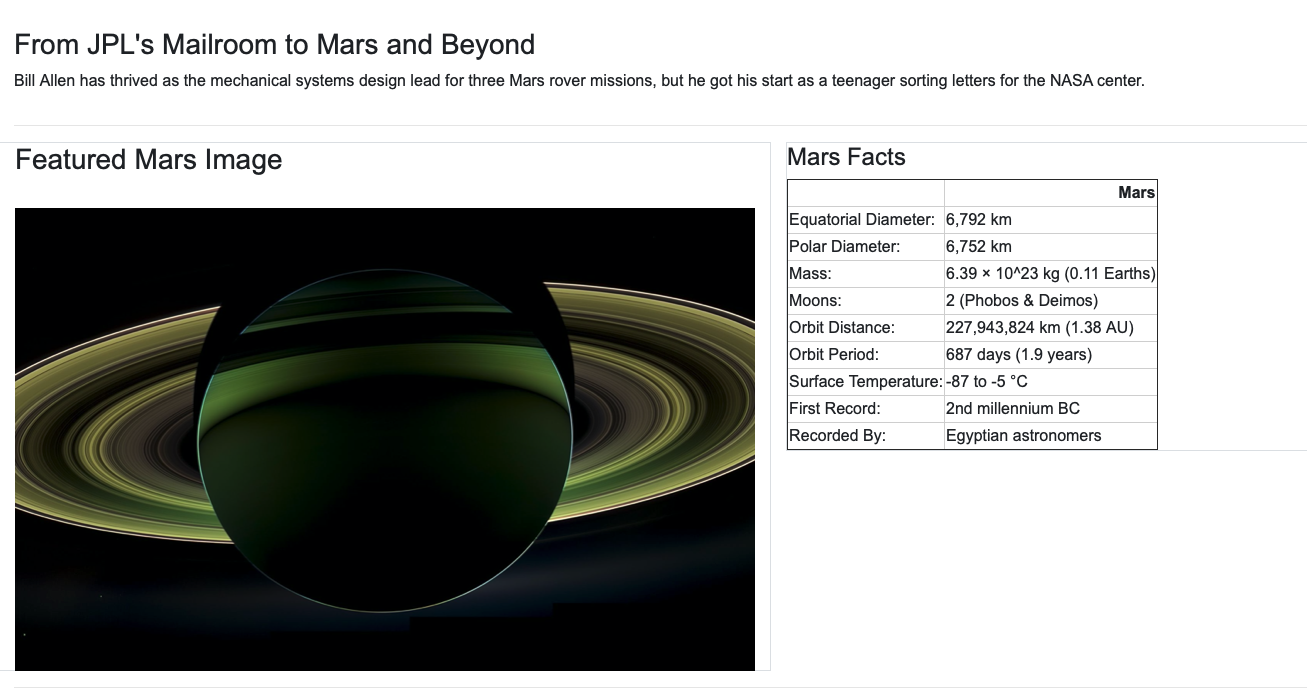 From JPL's Mailroom to Mars and Beyond
Bill Allen has thrived as the mechanical systems design lead for three Mars rover missions, but he got his start as a teenager sorting letters for the NASA center.
Featured Mars Image
Mars Facts
Mars
Equatorial Diameter: 6,792 km
Polar Diameter: 6,752 km
Mass: 6.39 × 10^23 kg (0.11 Earths)
Moons: 2 (Phobos & Deimos)
Orbit Distance: 227,943,824 km (1.38 AU)
Orbit Period: 687 days (1.9 years)
Surface Temperature: -87 to -5 °C
First Record: 2nd millennium BC
Recorded By: Egyptian astronomers